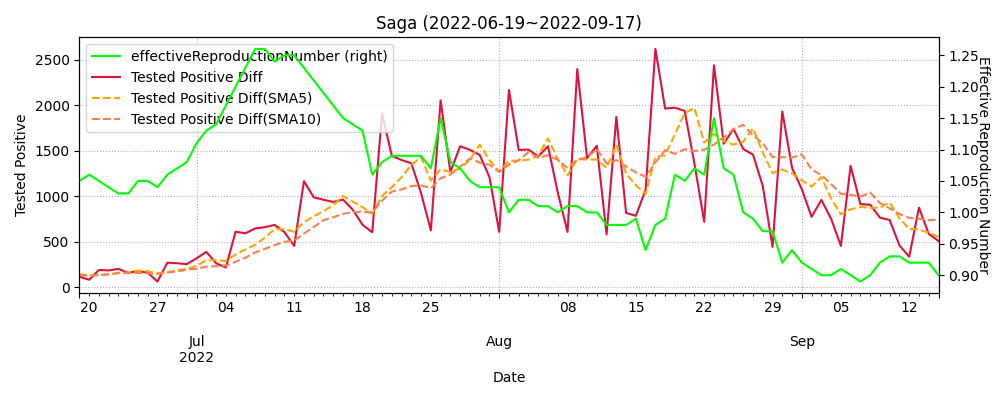 Saga (2022-06-19~2022-09-17)
effectiveReproductionNumber (right)
Tested Positive Diff
Tested Positive Diff(SMA5)
Tested Positive Diff(SMA10)
Tested Positive
2500
2000
1500
1000
500
0
Effective Reproduction Number
1.25
1.20
1.15
1.10
1.05
1.00
0.95
0.90
20 27 04 11 18 25 08 15 22 29 05 12
Jul Aug Sep
2022
Date